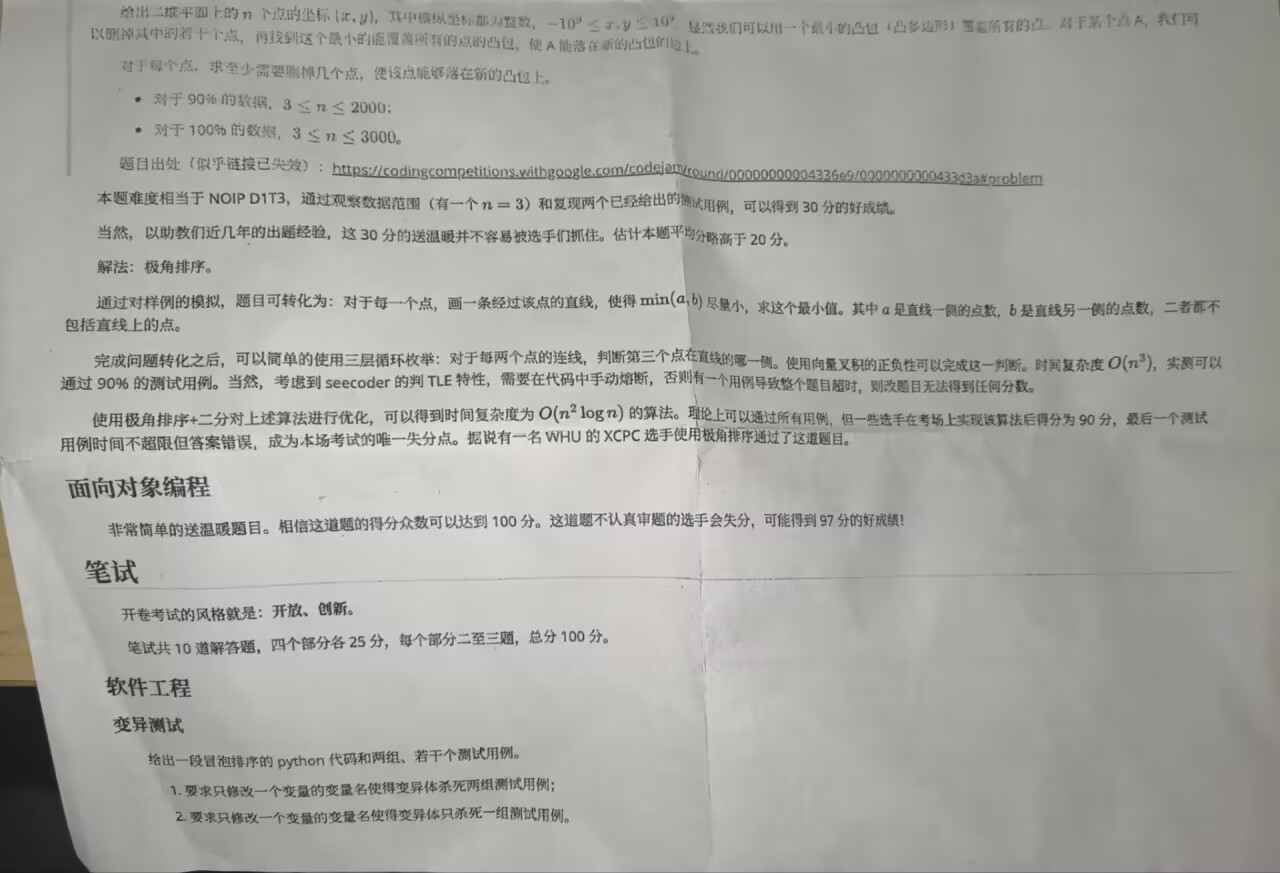 给出二维平面上的 n 个点的坐标 (x, y)，其中横纵坐标都为整数，−10⁹ ≤ x, y ≤ 10⁹，显然我们可以用一个最小的凸包（凸多边形）覆盖所有的点。对于某个点 A，我们可
以删掉其中的若干个点，再找到这个最小的能覆盖所有的点的凸包，使 A 能落在新的凸包的边上。
对于每个点，求至少需要删掉几个点，使该点能够落在新的凸包上。
• 对于 90% 的数据，3 ≤ n ≤ 2000；
• 对于 100% 的数据，3 ≤ n ≤ 3000。
题目出处（似乎链接已失效）：https://codingcompetitions.withgoogle.com/codejam/round/00000000004336e9/0000000000433d3a#problem
本题难度相当于 NOIP D1T3，通过观察数据范围（有一个 n = 3）和复现两个已经给出的测试用例，可以得到 30 分的好成绩。
当然，以助教们近几年的出题经验，这 30 分的送温暖并不容易被选手们抓住。估计本题平均分略高于 20 分。
解法：极角排序。
通过对样例的模拟，题目可转化为：对于每一个点，画一条经过该点的直线，使得 min(a, b) 尽量小，求这个最小值。其中 a 是直线一侧的点数，b 是直线另一侧的点数，二者都不
包括直线上的点。
完成问题转化之后，可以简单的使用三层循环枚举：对于每两个点的连线，判断第三个点在直线的哪一侧。使用向量叉积的正负性可以完成这一判断。时间复杂度 O(n³)，实测可以
通过 90% 的测试用例。当然，考虑到 seecoder 的判 TLE 特性，需要在代码中手动熔断，否则有一个用例导致整个题目超时，则改题目无法得到任何分数。
使用极角排序+二分对上述算法进行优化，可以得到时间复杂度为 O(n² log n) 的算法。理论上可以通过所有用例，但一些选手在考场上实现该算法后得分为 90 分，最后一个测试
用例时间不超限但答案错误，成为本场考试的唯一失分点。据说有一名 WHU 的 XCPC 选手使用极角排序通过了这道题目。
面向对象编程
非常简单的送温暖题目。相信这道题的得分众数可以达到 100 分。这道题不认真审题的选手会失分，可能得到 97 分的好成绩！
笔试
开卷考试的风格就是：开放、创新。
笔试共 10 道解答题，四个部分各 25 分，每个部分二至三题，总分 100 分。
软件工程
变异测试
给出一段冒泡排序的 python 代码和两组、若干个测试用例。
1. 要求只修改一个变量的变量名使得变异体杀死两组测试用例；
2. 要求只修改一个变量的变量名使得变异体只杀死一组测试用例。